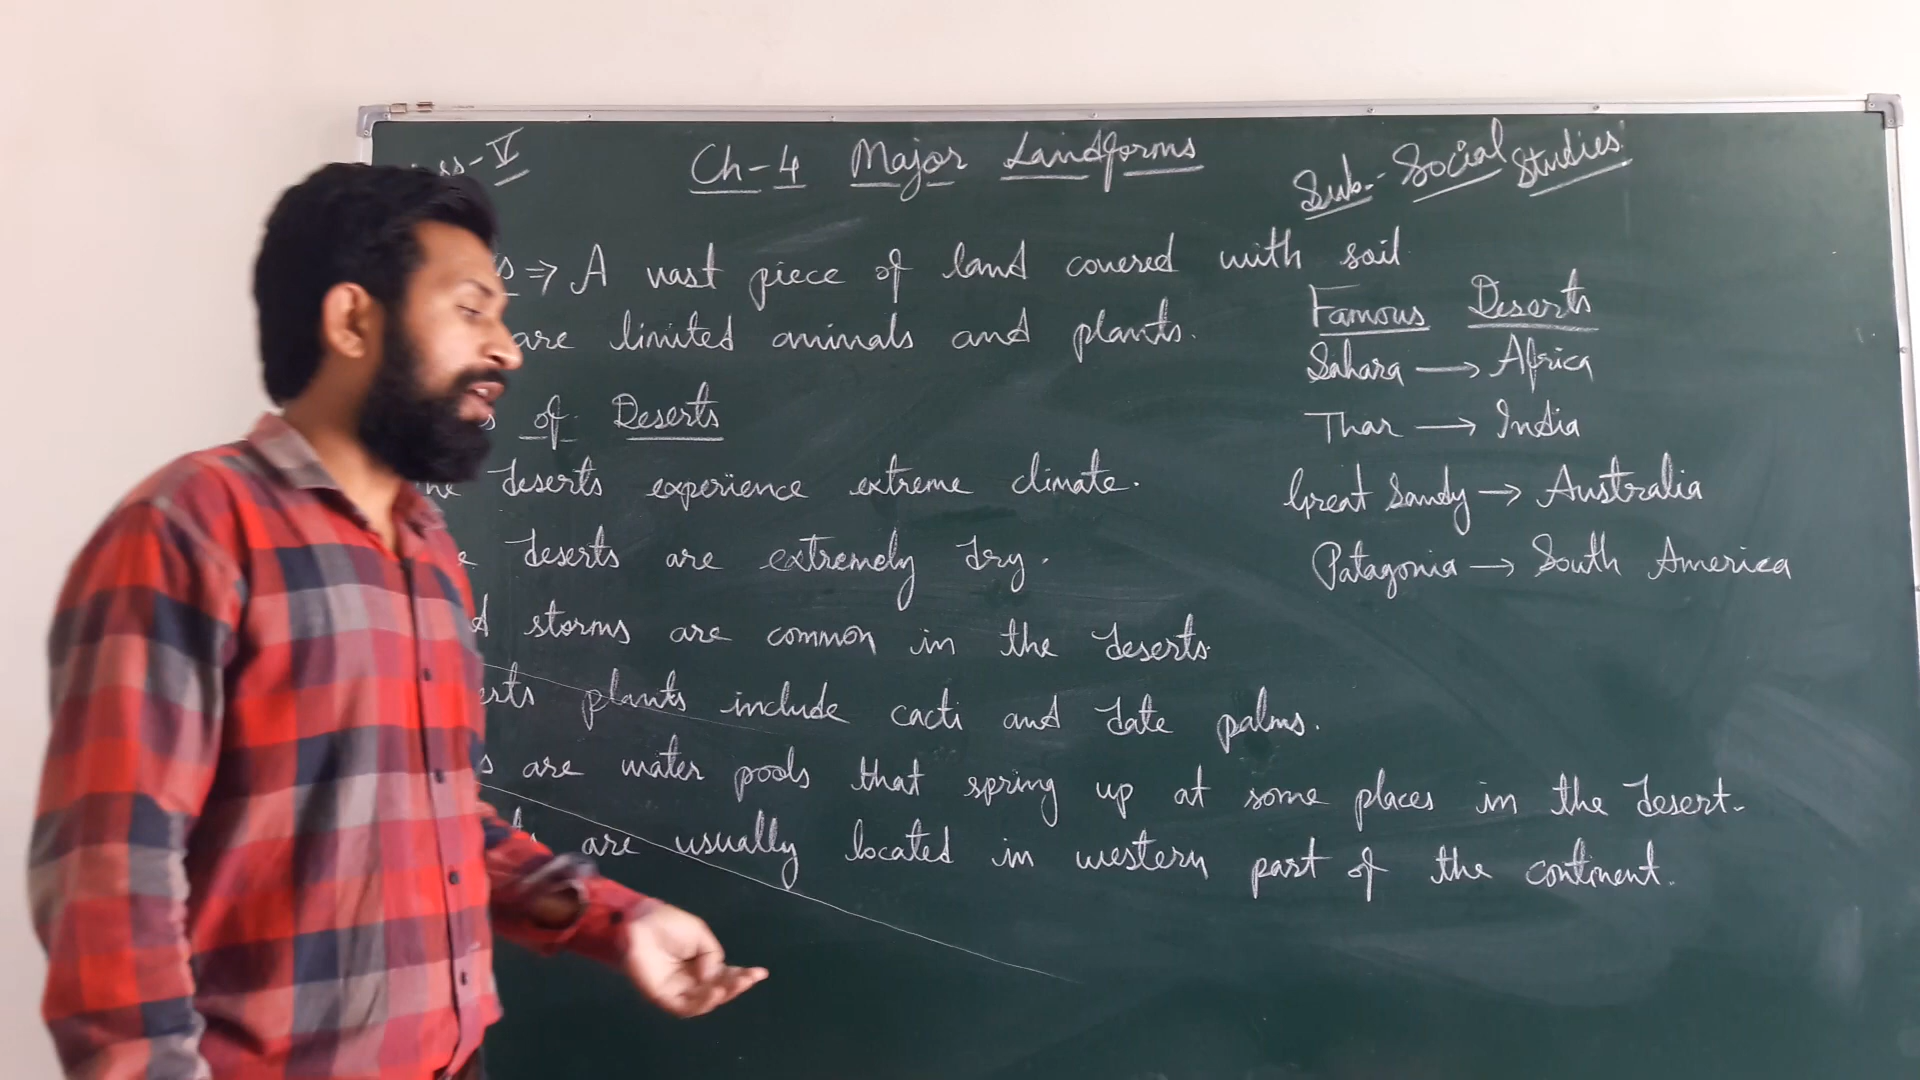 V
Ch-4 Major Landforms
Sub.- Social Studies
⇒ A vast piece of land covered with soil
are limited animals and plants.
of Deserts
deserts experience extreme climate.
deserts are extremely dry.
storms are common in the deserts.
plants include cacti and date palms.
are water pools that spring up at some places in the desert.
are usually located in western part of the continent.
Famous Deserts
Sahara → Africa
Thar → India
Great Sandy → Australia
Patagonia → South America